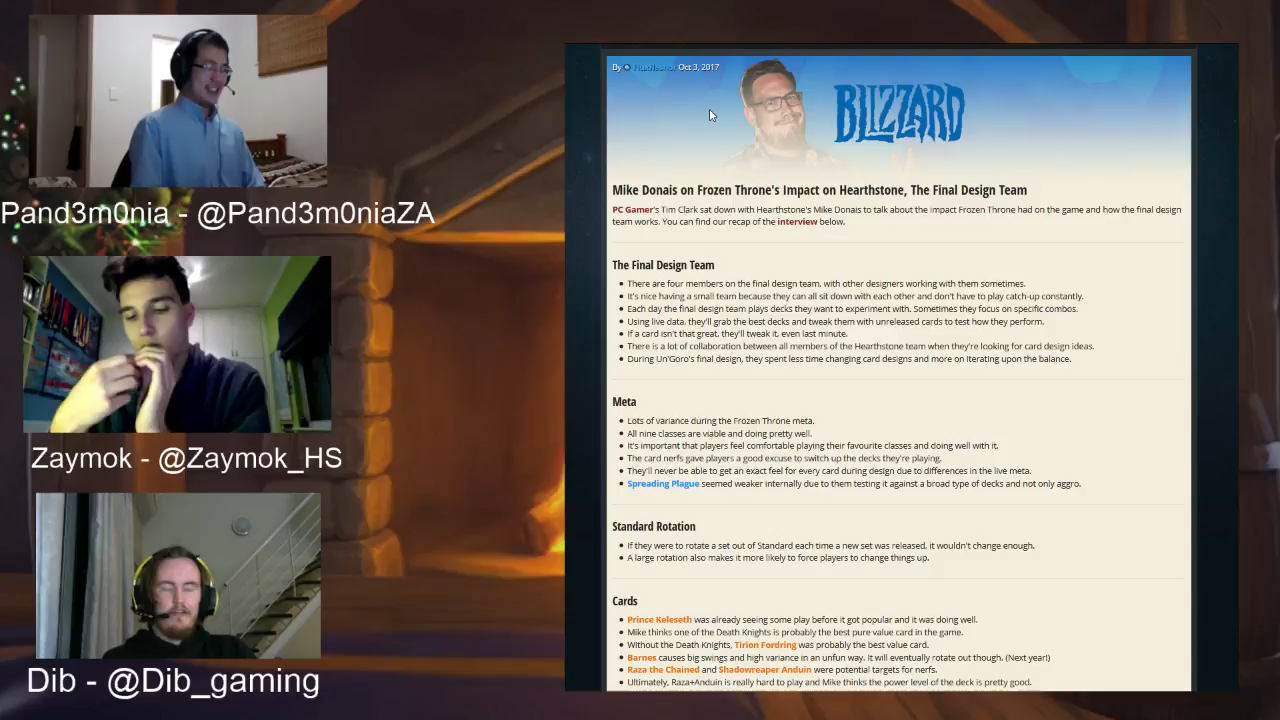 Pand3m0nia - @Pand3m0niaZA
Zaymok - @Zaymok_HS
Dib - @Dib_gaming
By Oct 3, 2017
BLIZZARD
Mike Donais on Frozen Throne's Impact on Hearthstone, The Final Design Team
PC Gamer's Tim Clark sat down with Hearthstone's Mike Donais to talk about the impact Frozen Throne had on the game and how the final design
team works. You can find our recap of the interview below.
The Final Design Team
There are four members on the final design team, with other designers working with them sometimes.
It's nice having a small team because they can all sit down with each other and don't have to play catch-up constantly.
Each day the final design team plays decks they want to experiment with. Sometimes they focus on specific combos.
Using live data, they'll grab the best decks and tweak them with unreleased cards to test how they perform.
If a card isn't that great, they'll tweak it, even last minute.
There is a lot of collaboration between all members of the Hearthstone team when they're looking for card design ideas.
During Un'Goro's final design, they spent less time changing card designs and more on iterating upon the balance.
Meta
Lots of variance during the Frozen Throne meta.
All nine classes are viable and doing pretty well.
It's important that players feel comfortable playing their favourite classes and doing well with it.
The card nerfs gave players a good excuse to switch up the decks they're playing.
They'll never be able to get an exact feel for every card during design due to differences in the live meta.
Spreading Plague seemed weaker internally due to them testing it against a broad type of decks and not only aggro.
Standard Rotation
If they were to rotate a set out of Standard each time a new set was released, it wouldn't change enough.
A large rotation also makes it more likely to force players to change things up.
Cards
Prince Keleseth was already seeing some play before it got popular and it was doing well.
Mike thinks one of the Death Knights is probably the best pure value card in the game.
Without the Death Knights, Tirion Fordring was probably the best value card.
Barnes causes big swings and high variance in an unfun way. It will eventually rotate out though. (Next year!)
Raza the Chained and Shadowreaper Anduin were potential targets for nerfs.
Ultimately, Raza+Anduin is really hard to play and Mike thinks the power level of the deck is pretty good.